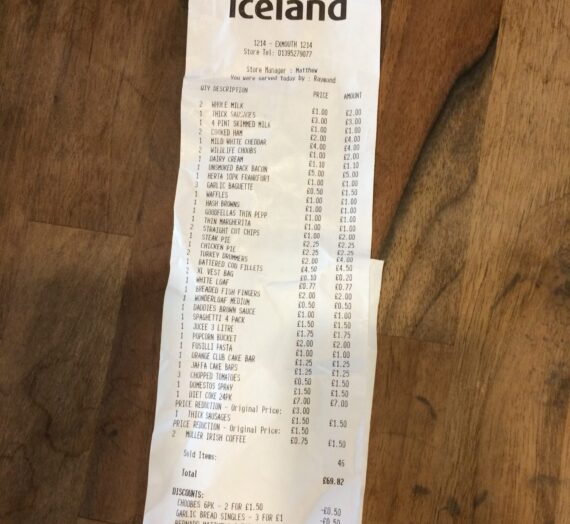 Iceland
1214 - EXMOUTH 1214
Store Tel: 01395279077
Store Manager : Matthew
You were served today by : Raymond
QTY DESCRIPTION PRICE AMOUNT
2 WHOLE MILK £1.00 £2.00
1 THICK SAUSAGES £3.00 £3.00
1 4 PINT SKIMMED MILK £1.00 £1.00
2 COOKED HAM £2.00 £4.00
1 MILD WHITE CHEDDAR £4.00 £4.00
2 WILDLIFE CHOOBS £1.00 £2.00
1 DAIRY CREAM £1.10 £1.10
1 UNSMOKED BACK BACON £5.00 £5.00
1 HERTA 10PK FRANKFURT £1.00 £1.00
3 GARLIC BAGUETTE £0.50 £1.50
1 WAFFLES £1.00 £1.00
1 HASH BROWNS £1.00 £1.00
1 GOODFELLAS THIN PEPP £1.00 £1.00
1 THIN MARGHERITA £1.00 £1.00
2 STRAIGHT CUT CHIPS £1.00 £2.00
1 STEAK PIE £2.25 £2.25
1 CHICKEN PIE £2.25 £2.25
2 TURKEY DRUMMERS £2.00 £4.00
1 BATTERED COD FILLETS £4.50 £4.50
2 XL VEST BAG £0.10 £0.20
1 WHITE LOAF £0.77 £0.77
1 BREADED FISH FINGERS £2.00 £2.00
1 WONDERLOAF MEDIUM £0.50 £0.50
1 DADDIES BROWN SAUCE £1.00 £1.00
1 SPAGHETTI 4 PACK £1.50 £1.50
1 JUCEE 3 LITRE £1.75 £1.75
1 POPCORN BUCKET £2.00 £2.00
1 FUSILLI PASTA £1.00 £1.00
1 ORANGE CLUB CAKE BAR £1.25 £1.25
1 JAFFA CAKE BARS £1.25 £1.25
3 CHOPPED TOMATOES £0.50 £1.50
1 DOMESTOS SPRAY £1.50 £1.50
1 DIET COKE 24PK £7.00 £7.00
PRICE REDUCTION - Original Price: £3.00
1 THICK SAUSAGES £1.50 £1.50
PRICE REDUCTION - Original Price: £1.50
2 MULLER IRISH COFFEE £0.75 £1.50
Sold Items: 46
Total £69.82
DISCOUNTS:
CHOOBES 6PK - 2 FOR £1.50 -£0.50
GARLIC BREAD SINGLES - 3 FOR £1 -£0.50